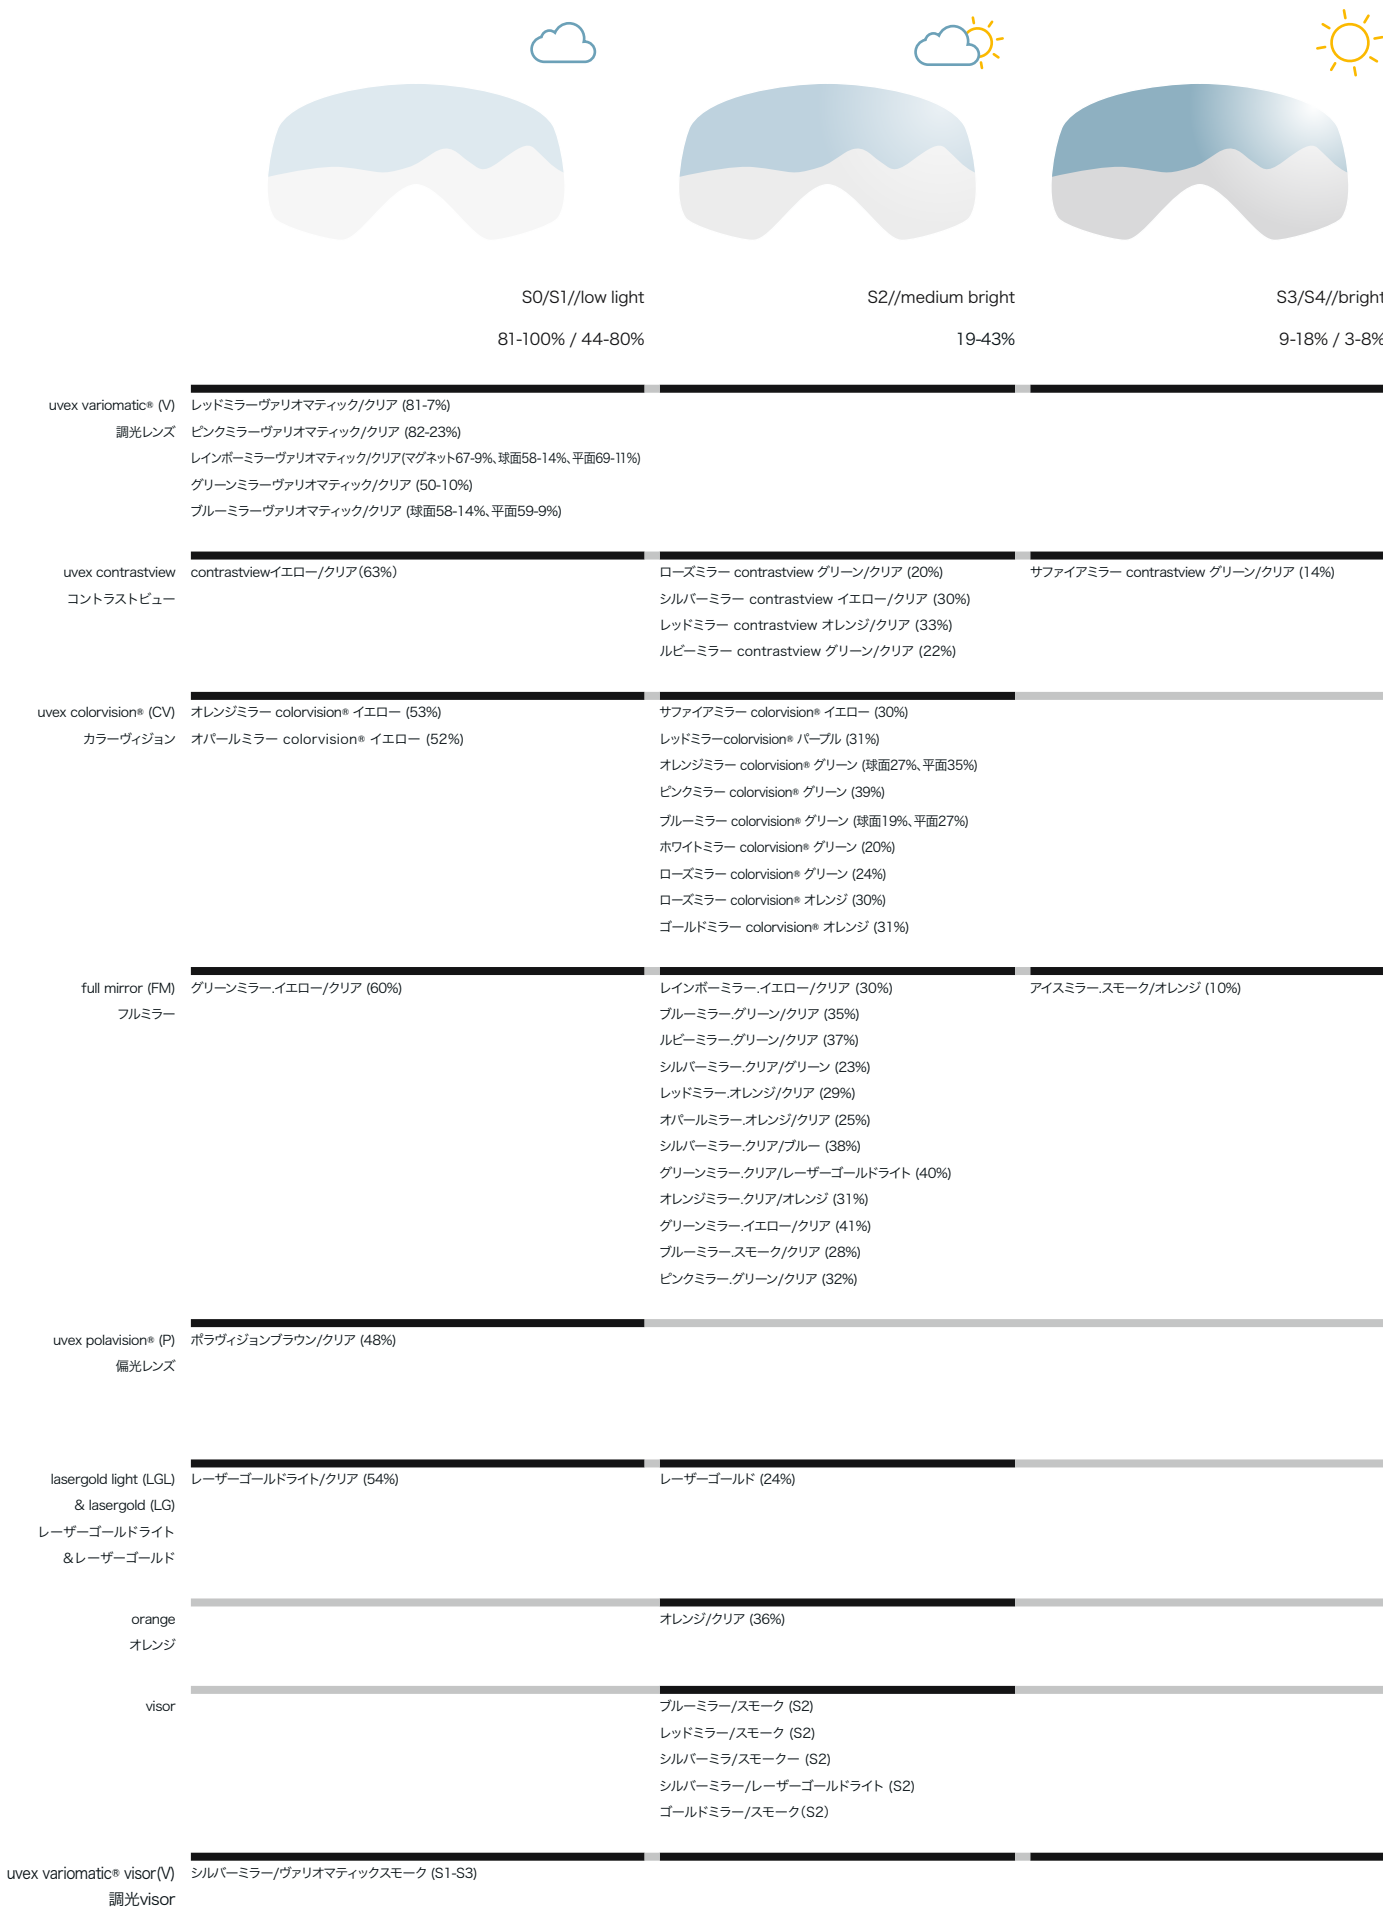 S0/S1//low light
S2//medium bright
S3/S4//bright
81-100% / 44-80%
19-43%
9-18% / 3-8%
uvex variomatic® (V)
調光レンズ
レッドミラーヴァリオマティック/クリア (81-7%)
ピンクミラーヴァリオマティック/クリア (82-23%)
レインボーミラーヴァリオマティック/クリア(マグネット67-9%、球面58-14%、平面69-11%)
グリーンミラーヴァリオマティック/クリア (50-10%)
ブルーミラーヴァリオマティック/クリア (球面58-14%、平面59-9%)
uvex contrastview
コントラストビュー
contrastviewイエロー/クリア(63%)
ローズミラー contrastview グリーン/クリア (20%)
シルバーミラー contrastview イエロー/クリア (30%)
レッドミラー contrastview オレンジ/クリア (33%)
ルビーミラー contrastview グリーン/クリア (22%)
サファイアミラー contrastview グリーン/クリア (14%)
uvex colorvision® (CV)
カラーヴィジョン
オレンジミラー colorvision® イエロー (53%)
オパールミラー colorvision® イエロー (52%)
サファイアミラー colorvision® イエロー (30%)
レッドミラーcolorvision® パープル (31%)
オレンジミラー colorvision® グリーン (球面27%、平面35%)
ピンクミラー colorvision® グリーン (39%)
ブルーミラー colorvision® グリーン (球面19%、平面27%)
ホワイトミラー colorvision® グリーン (20%)
ローズミラー colorvision® グリーン (24%)
ローズミラー colorvision® オレンジ (30%)
ゴールドミラー colorvision® オレンジ (31%)
full mirror (FM)
フルミラー
グリーンミラー.イエロー/クリア (60%)
レインボーミラー.イエロー/クリア (30%)
ブルーミラー.グリーン/クリア (35%)
ルビーミラー.グリーン/クリア (37%)
シルバーミラー.クリア/グリーン (23%)
レッドミラー.オレンジ/クリア (29%)
オパールミラー.オレンジ/クリア (25%)
シルバーミラー.クリア/ブルー (38%)
グリーンミラー.クリア/レーザーゴールドライト (40%)
オレンジミラー.クリア/オレンジ (31%)
グリーンミラー.イエロー/クリア (41%)
ブルーミラー.スモーク/クリア (28%)
ピンクミラー.グリーン/クリア (32%)
アイスミラー.スモーク/オレンジ (10%)
uvex polavision® (P)
偏光レンズ
ポラヴィジョンブラウン/クリア (48%)
lasergold light (LGL)
& lasergold (LG)
レーザーゴールドライト
&レーザーゴールド
レーザーゴールドライト/クリア (54%)
レーザーゴールド (24%)
orange
オレンジ
オレンジ/クリア (36%)
visor
ブルーミラー/スモーク (S2)
レッドミラー/スモーク (S2)
シルバーミラ/スモークー (S2)
シルバーミラー/レーザーゴールドライト (S2)
ゴールドミラー/スモーク(S2)
uvex variomatic® visor(V)
調光visor
シルバーミラー/ヴァリオマティックスモーク (S1-S3)